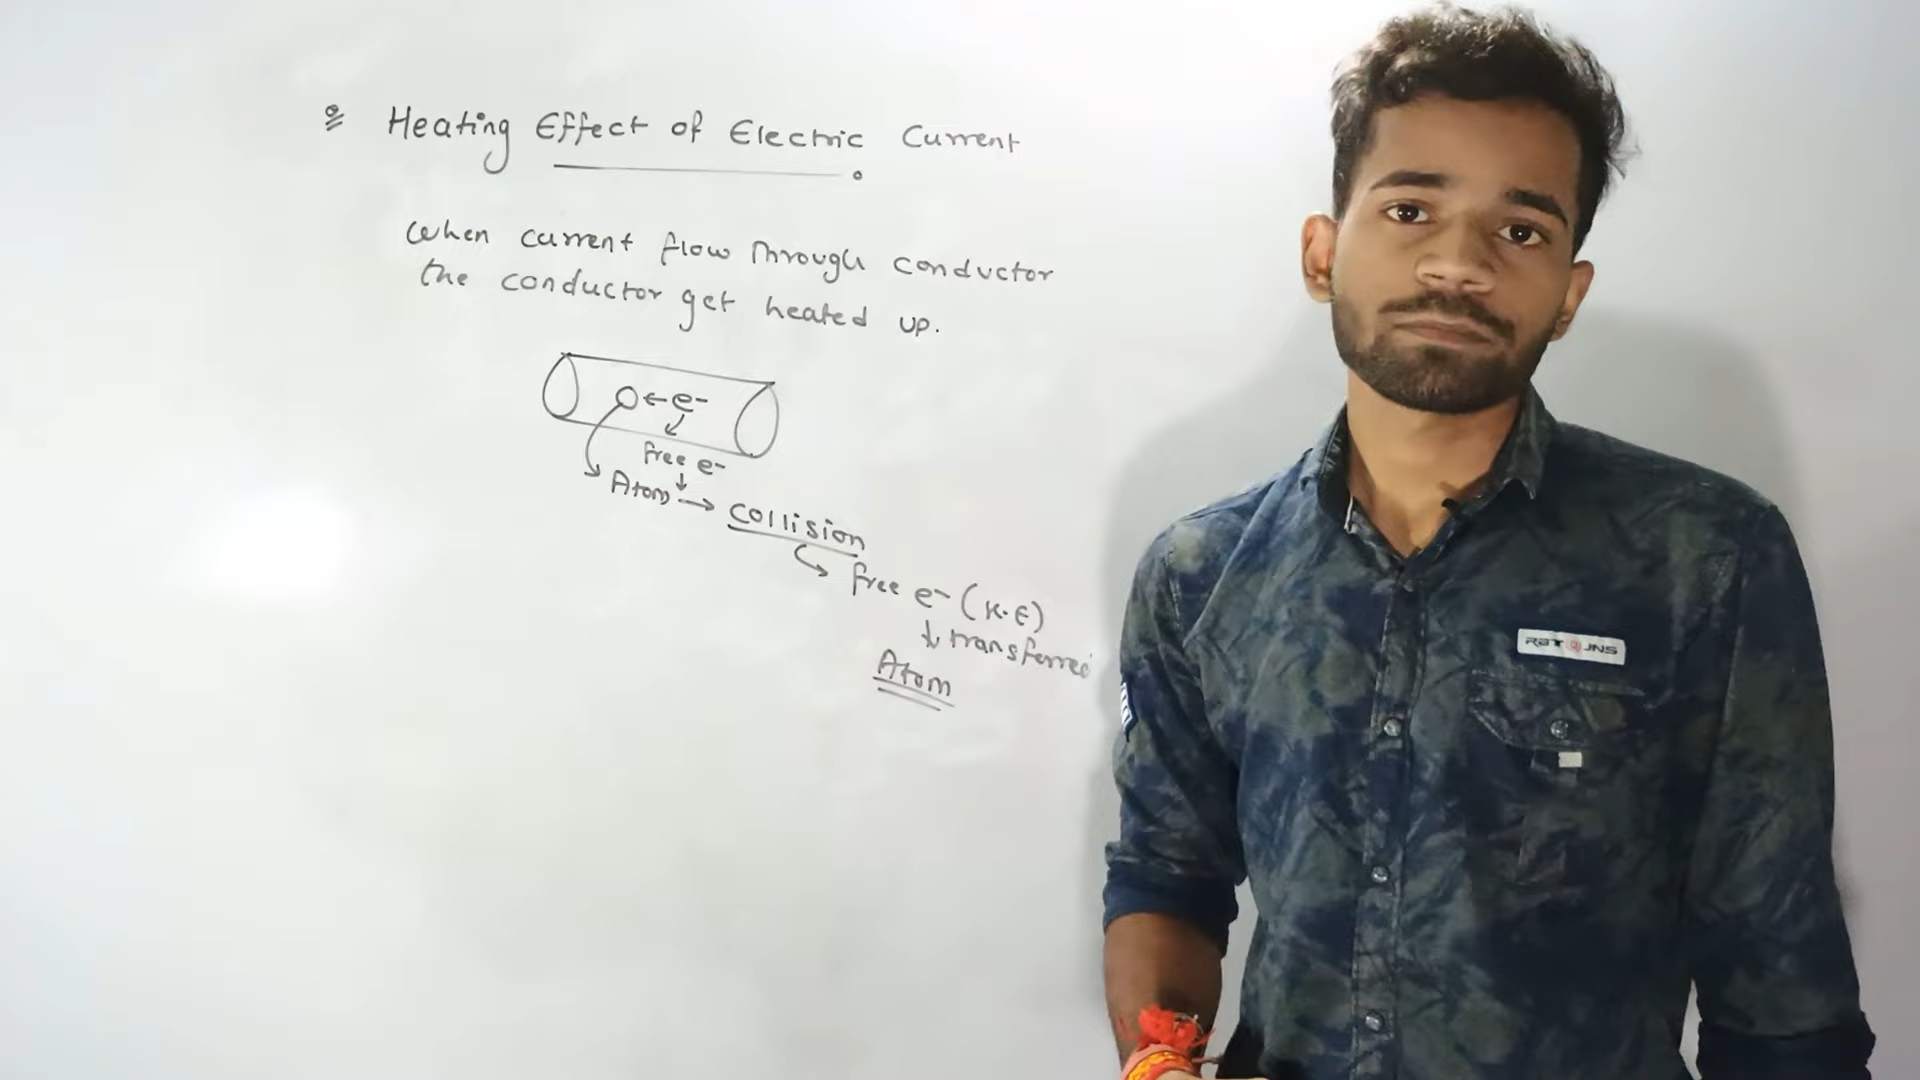 Heating Effect of Electric Current
When current flow through conductor
the conductor get heated up.
e-
free e-
Atom → collision
free e- (K.E)
↓ transferred
Atom